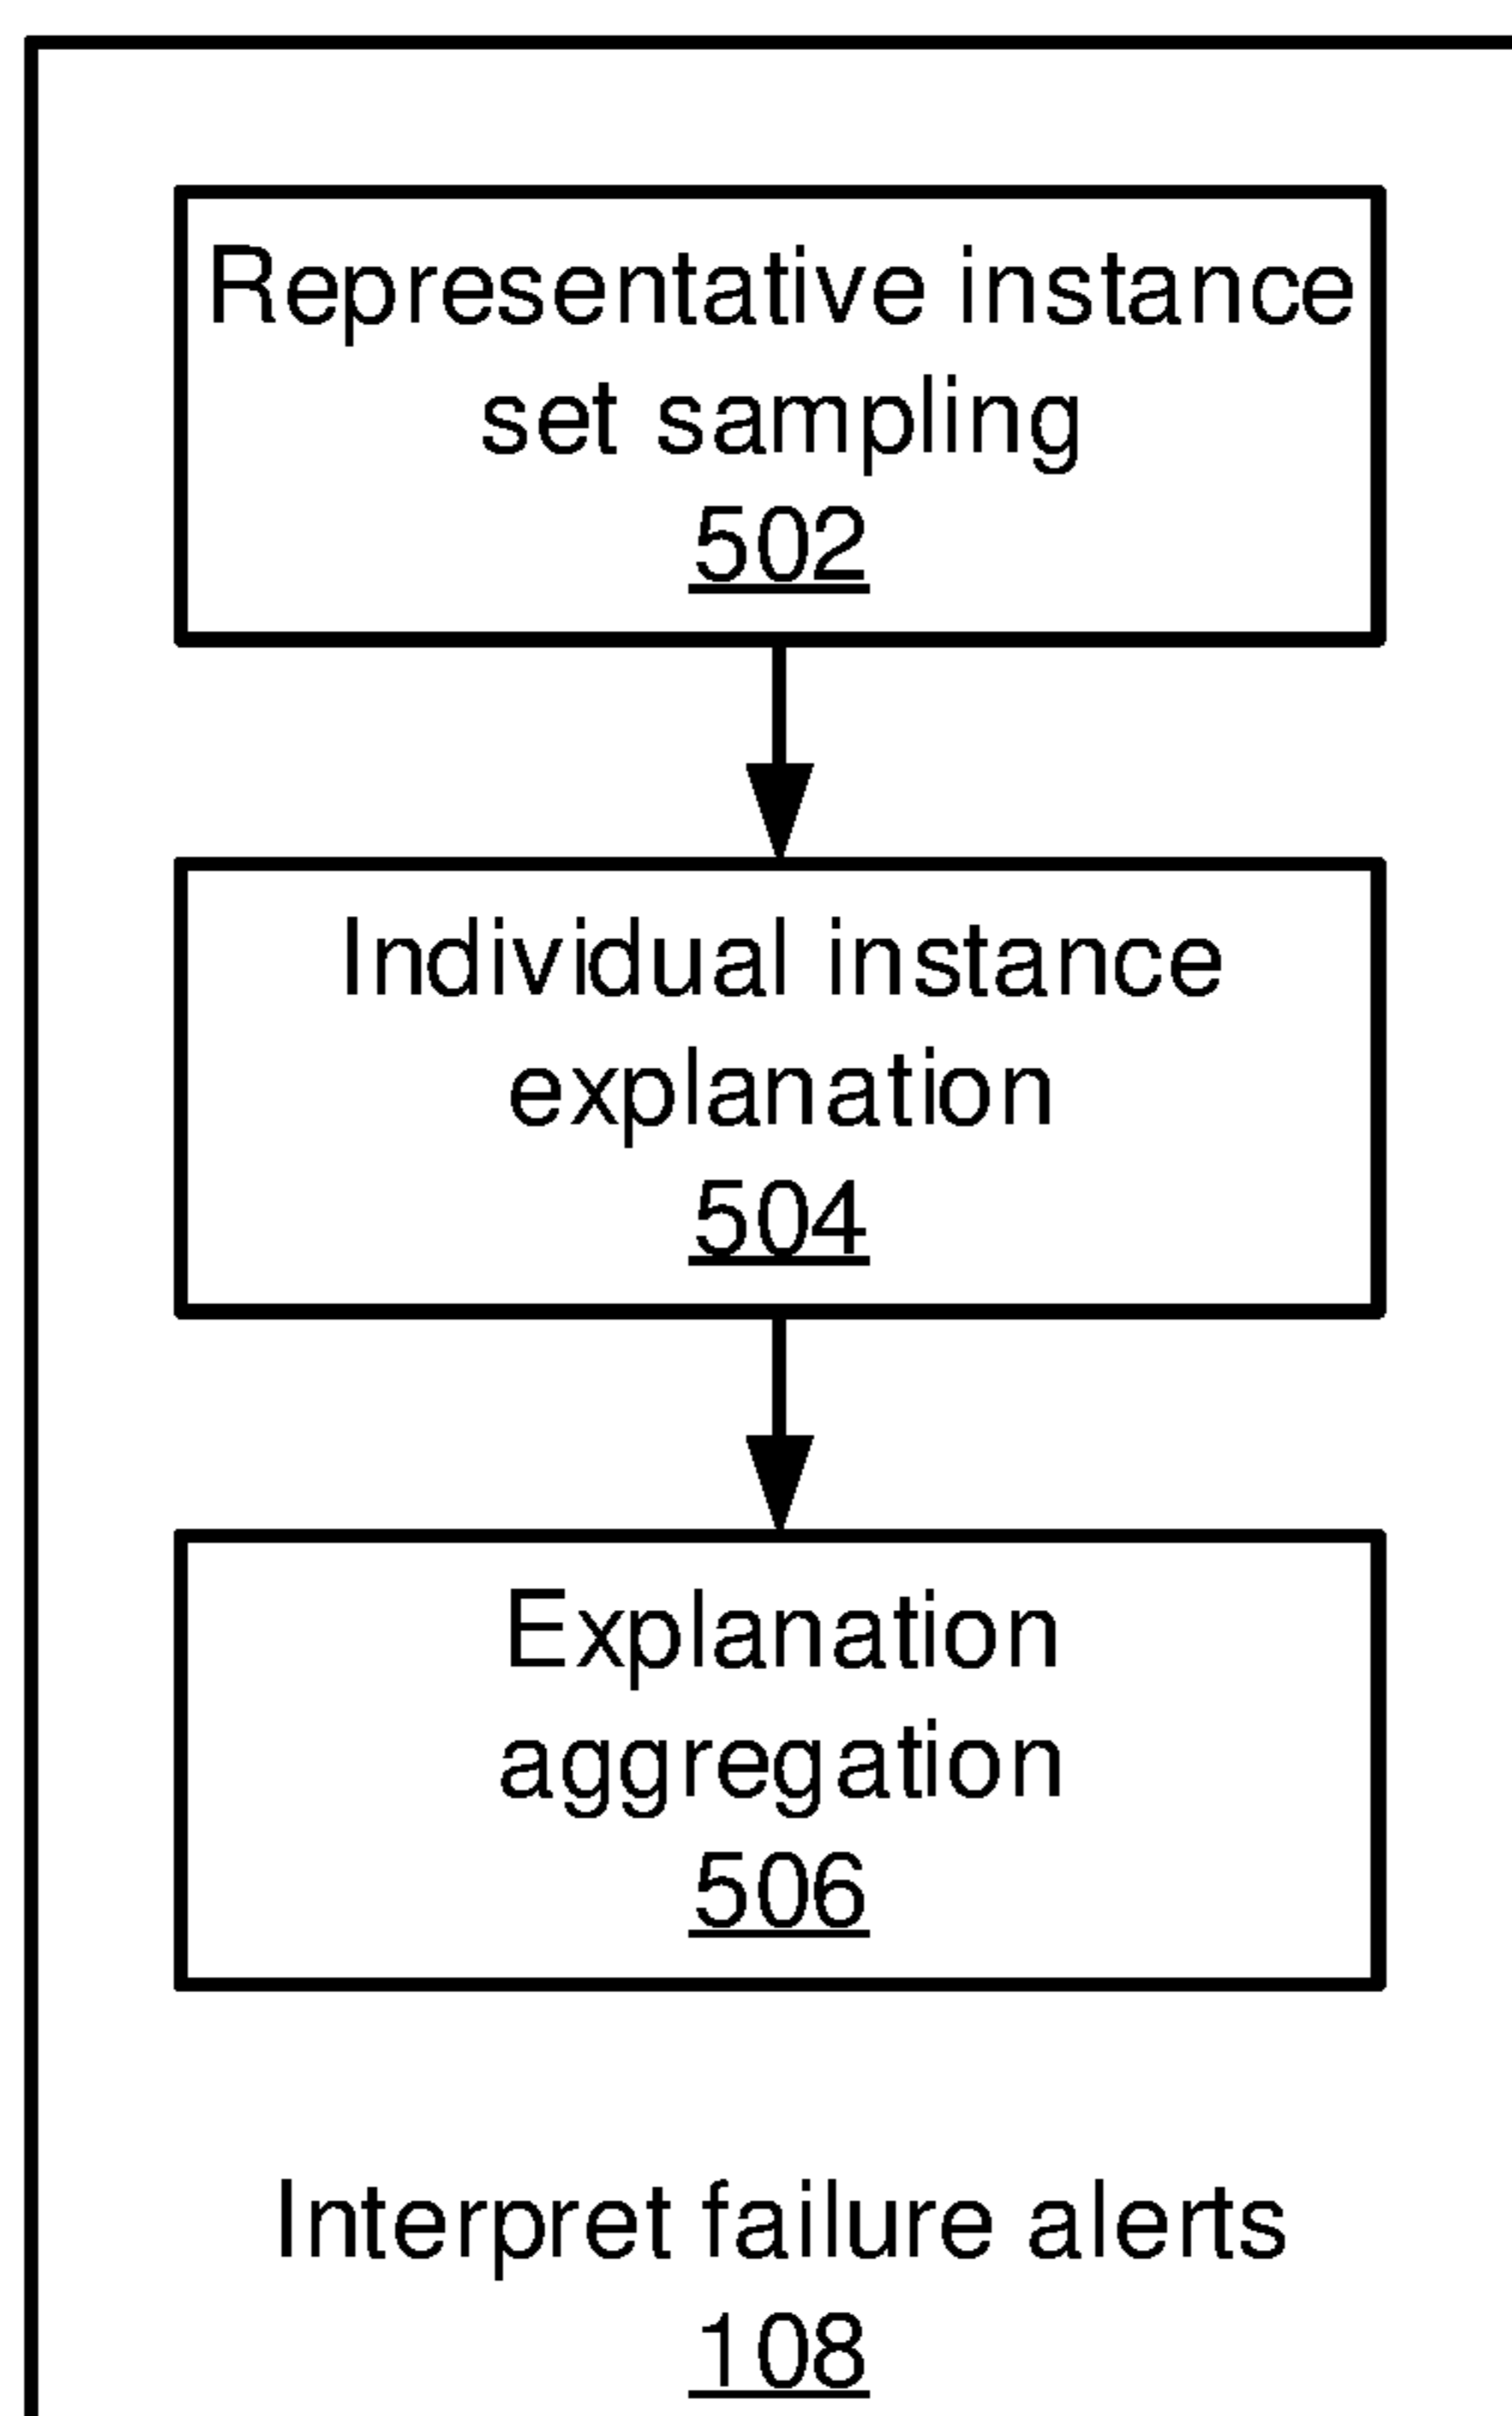 Representative instance
set sampling
502
Individual instance
explanation
504
Explanation
aggregation
506
Interpret failure alerts
108